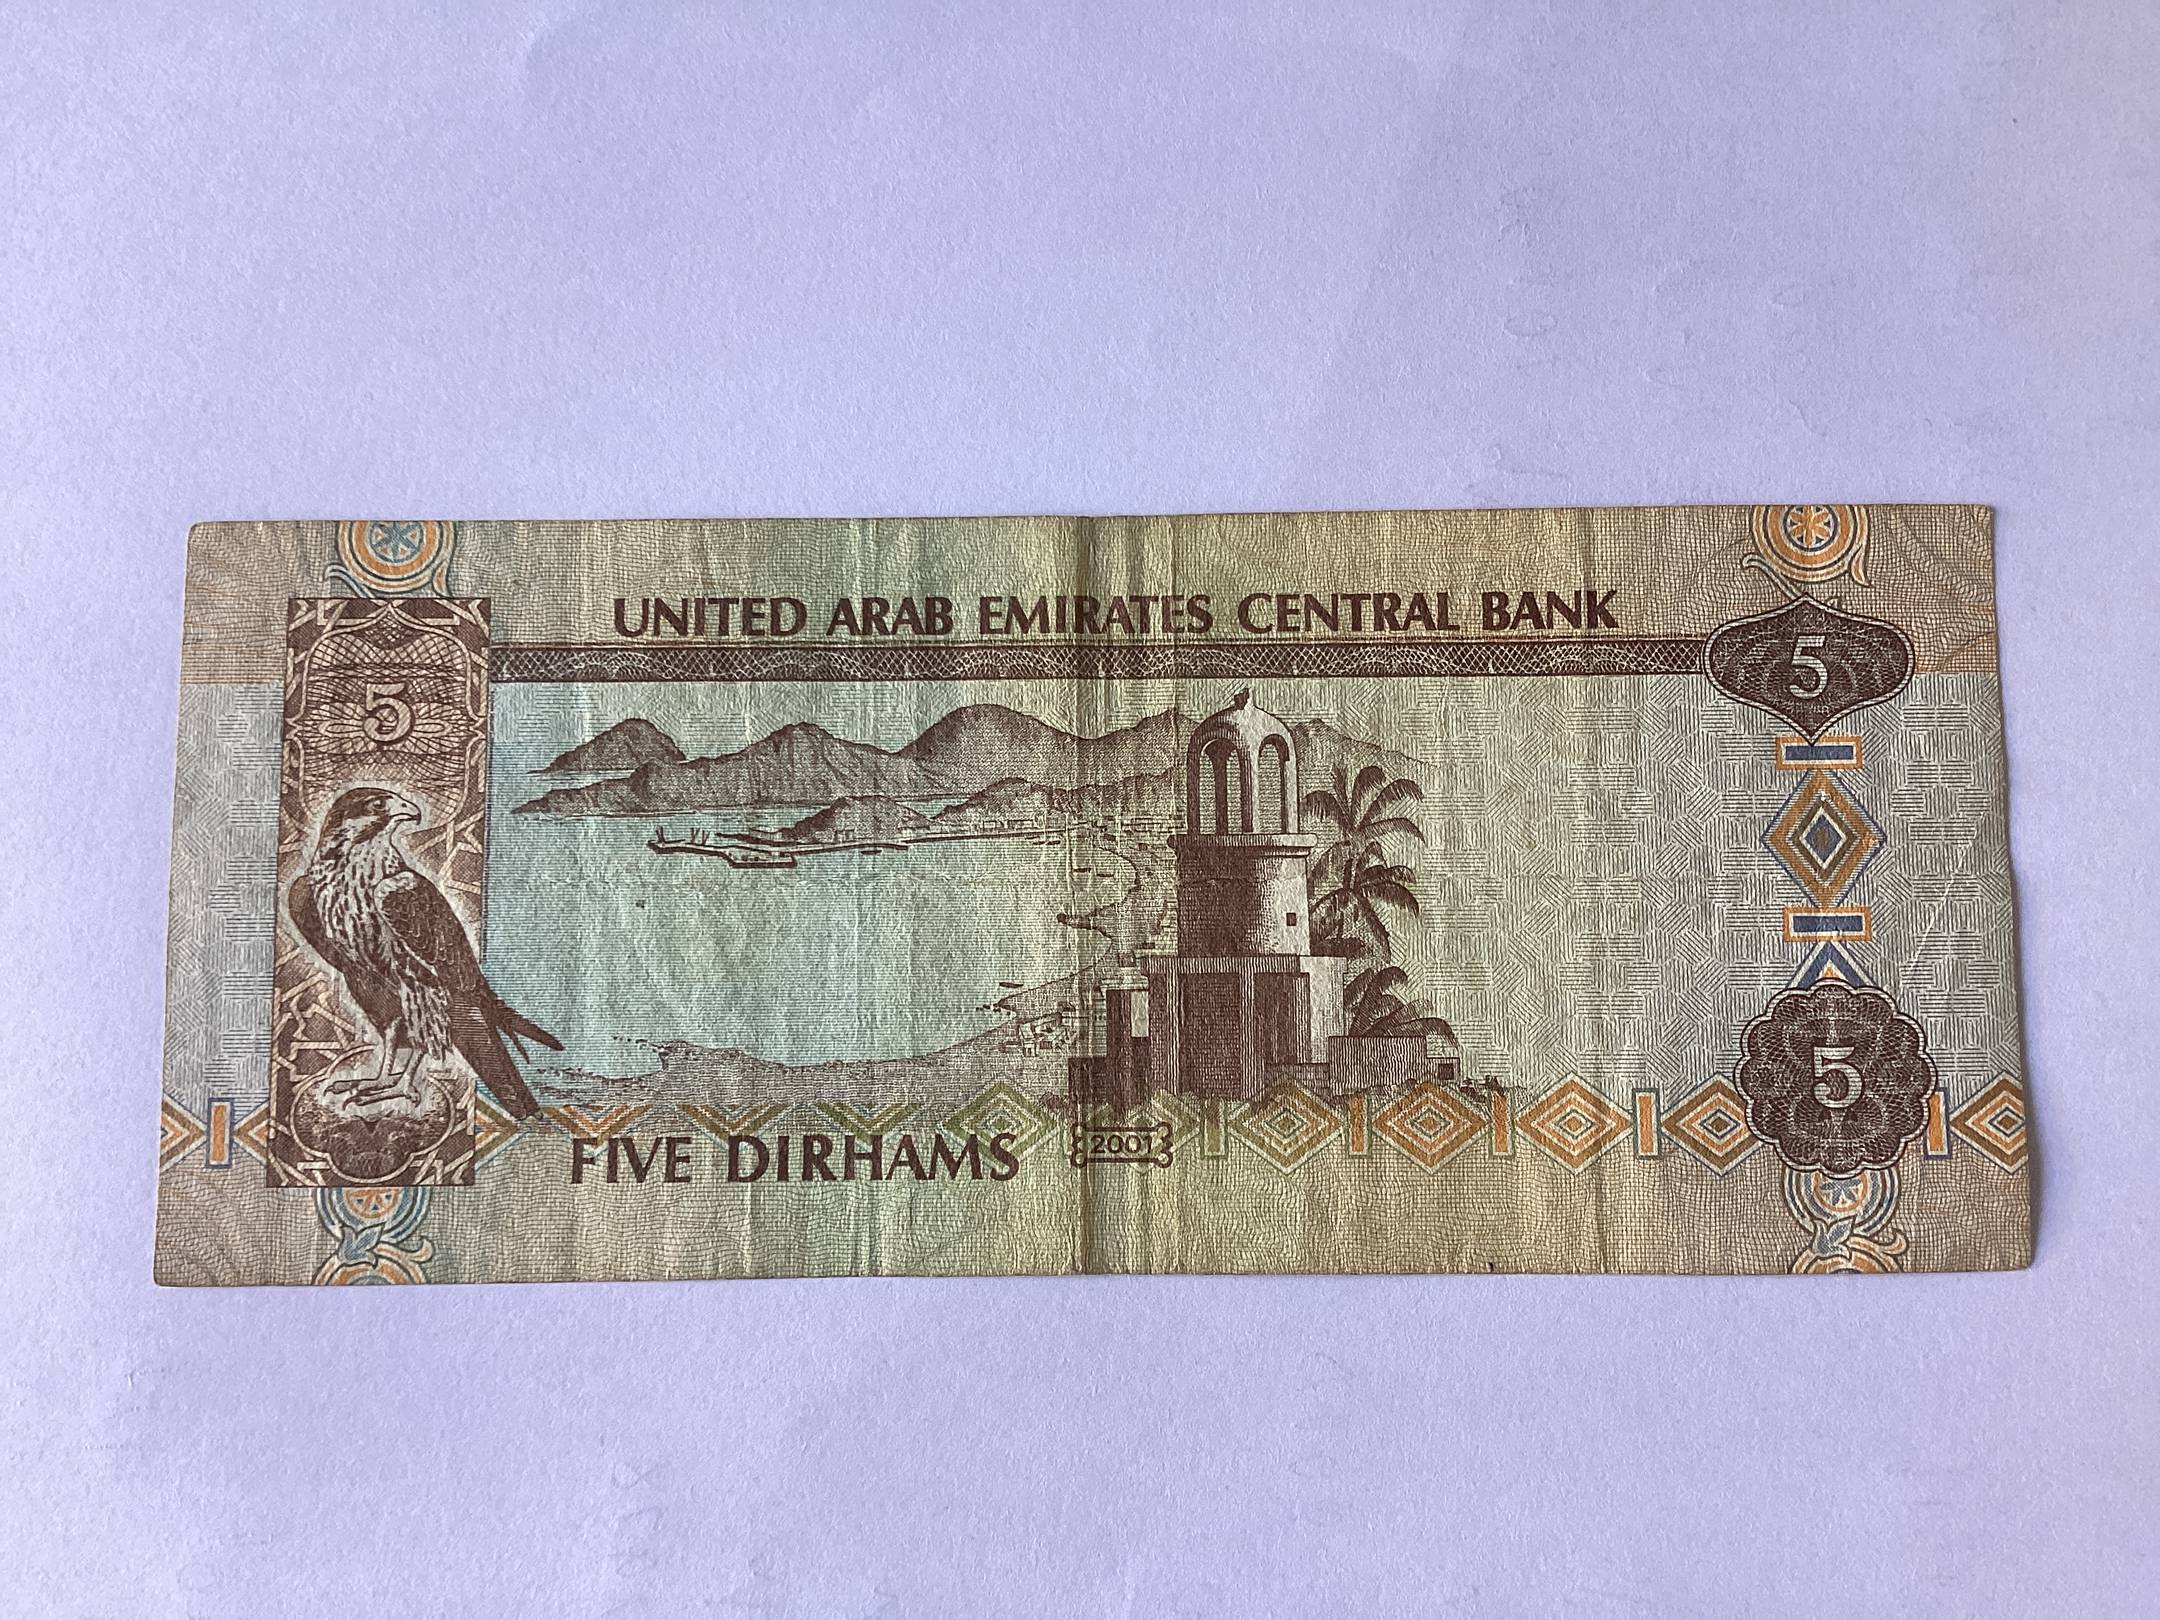 UNITED ARAB EMIRATES CENTRAL BANK
5
5
5
FIVE DIRHAMS
2001